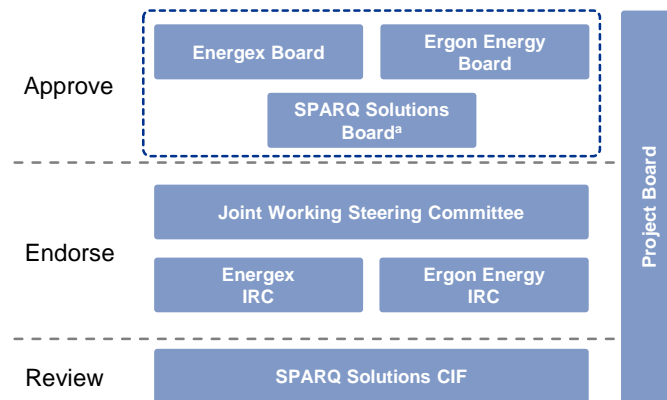 Approve
Energex Board
Ergon Energy
Board
SPARQ Solutions
Boardᵃ
Endorse
Joint Working Steering Committee
Energex
IRC
Ergon Energy
IRC
Review
SPARQ Solutions CIF
Project Board